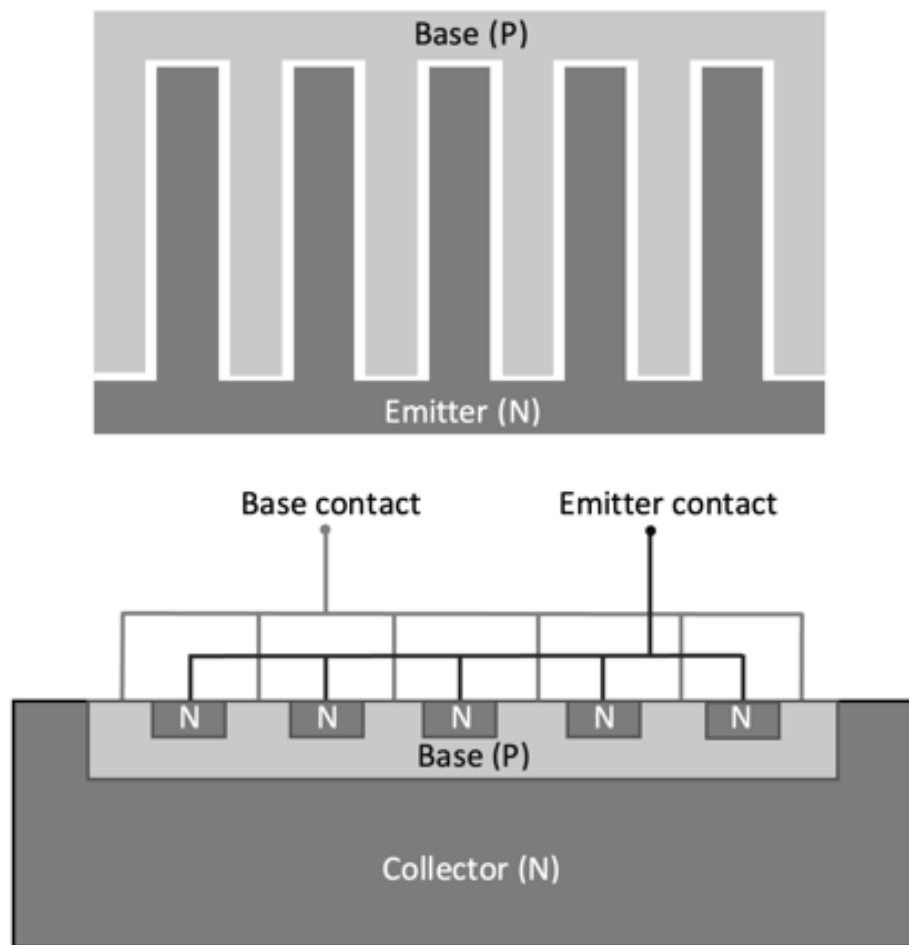 Base (P)
Emitter (N)
Base contact
Emitter contact
N
N
N
N
N
Base (P)
Collector (N)